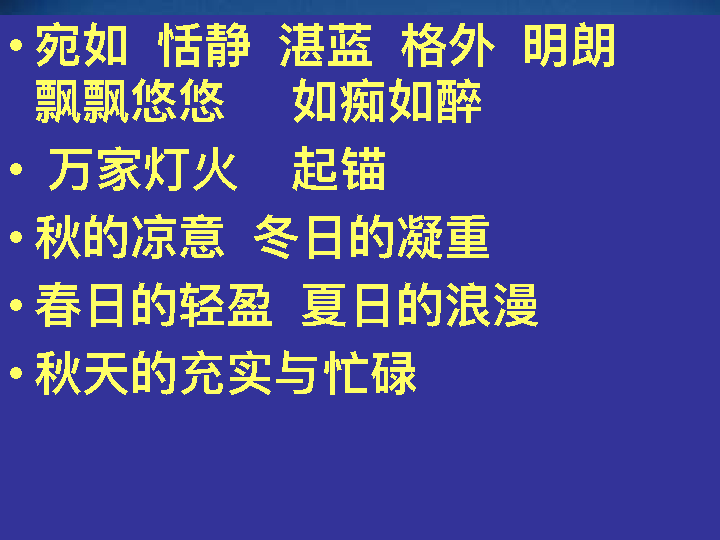 • 宛如 恬静 湛蓝 格外 明朗
飘飘悠悠 如痴如醉
• 万家灯火 起锚
• 秋的凉意 冬日的凝重
• 春日的轻盈 夏日的浪漫
• 秋天的充实与忙碌